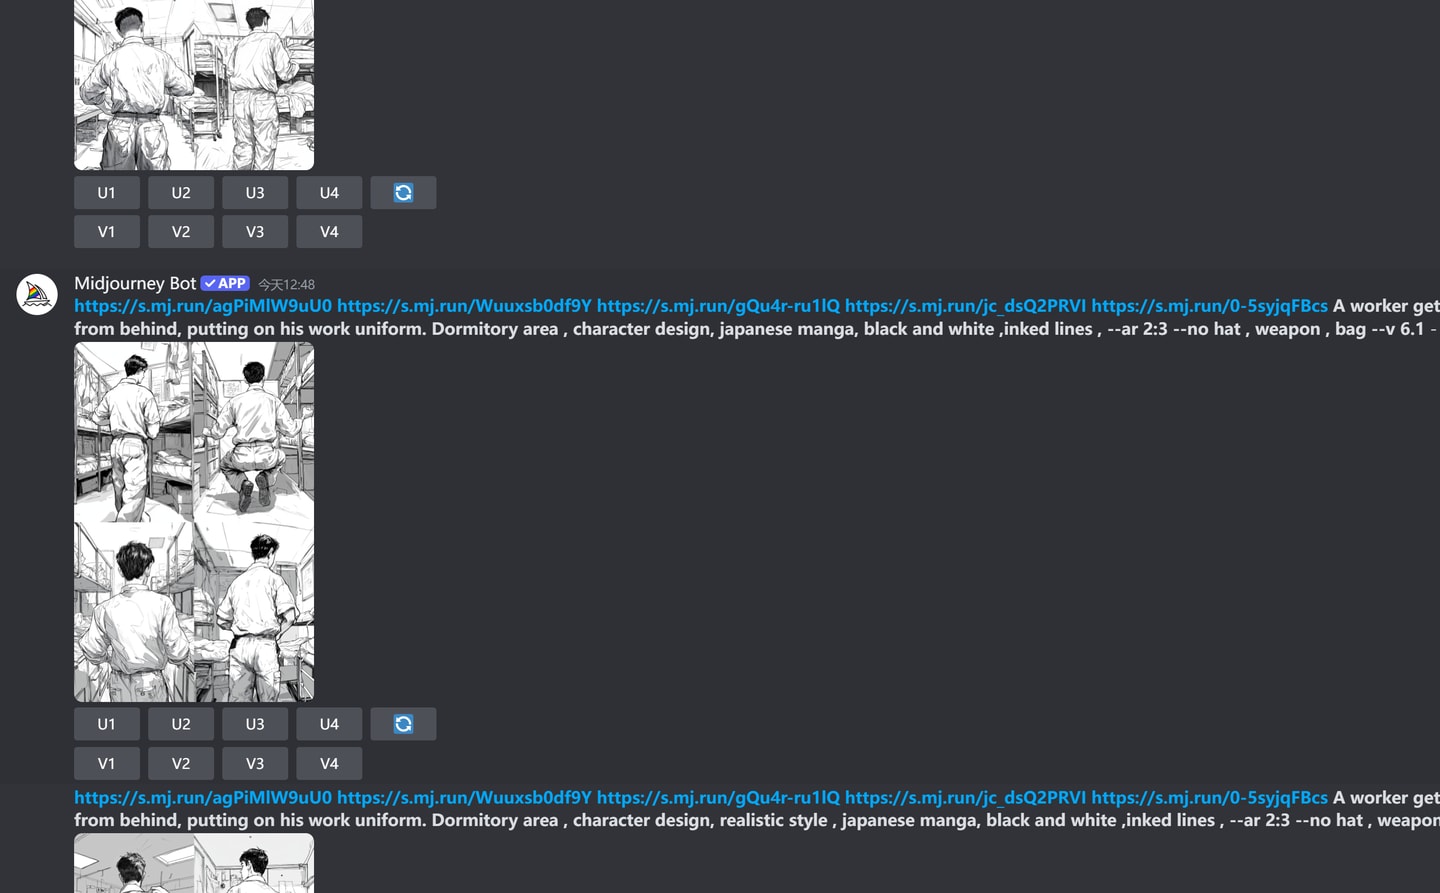 U1 U2 U3 U4
V1 V2 V3 V4
Midjourney Bot APP 今天12:48
https://s.mj.run/agPiMlW9uU0 https://s.mj.run/Wuuxsb0df9Y https://s.mj.run/gQu4r-ru1lQ https://s.mj.run/jc_dsQ2PRVI https://s.mj.run/0-5syjqFBcs A worker get
from behind, putting on his work uniform. Dormitory area , character design, japanese manga, black and white ,inked lines , --ar 2:3 --no hat , weapon , bag --v 6.1 -
U1 U2 U3 U4
V1 V2 V3 V4
https://s.mj.run/agPiMlW9uU0 https://s.mj.run/Wuuxsb0df9Y https://s.mj.run/gQu4r-ru1lQ https://s.mj.run/jc_dsQ2PRVI https://s.mj.run/0-5syjqFBcs A worker get
from behind, putting on his work uniform. Dormitory area , character design, realistic style , japanese manga, black and white ,inked lines , --ar 2:3 --no hat , weapon